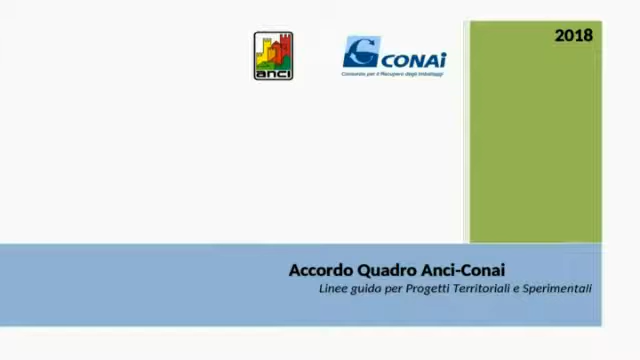 2018
anci
CONAi
Consorzio per il Recupero degli Imballaggi
Accordo Quadro Anci-Conai
Linee guida per Progetti Territoriali e Sperimentali